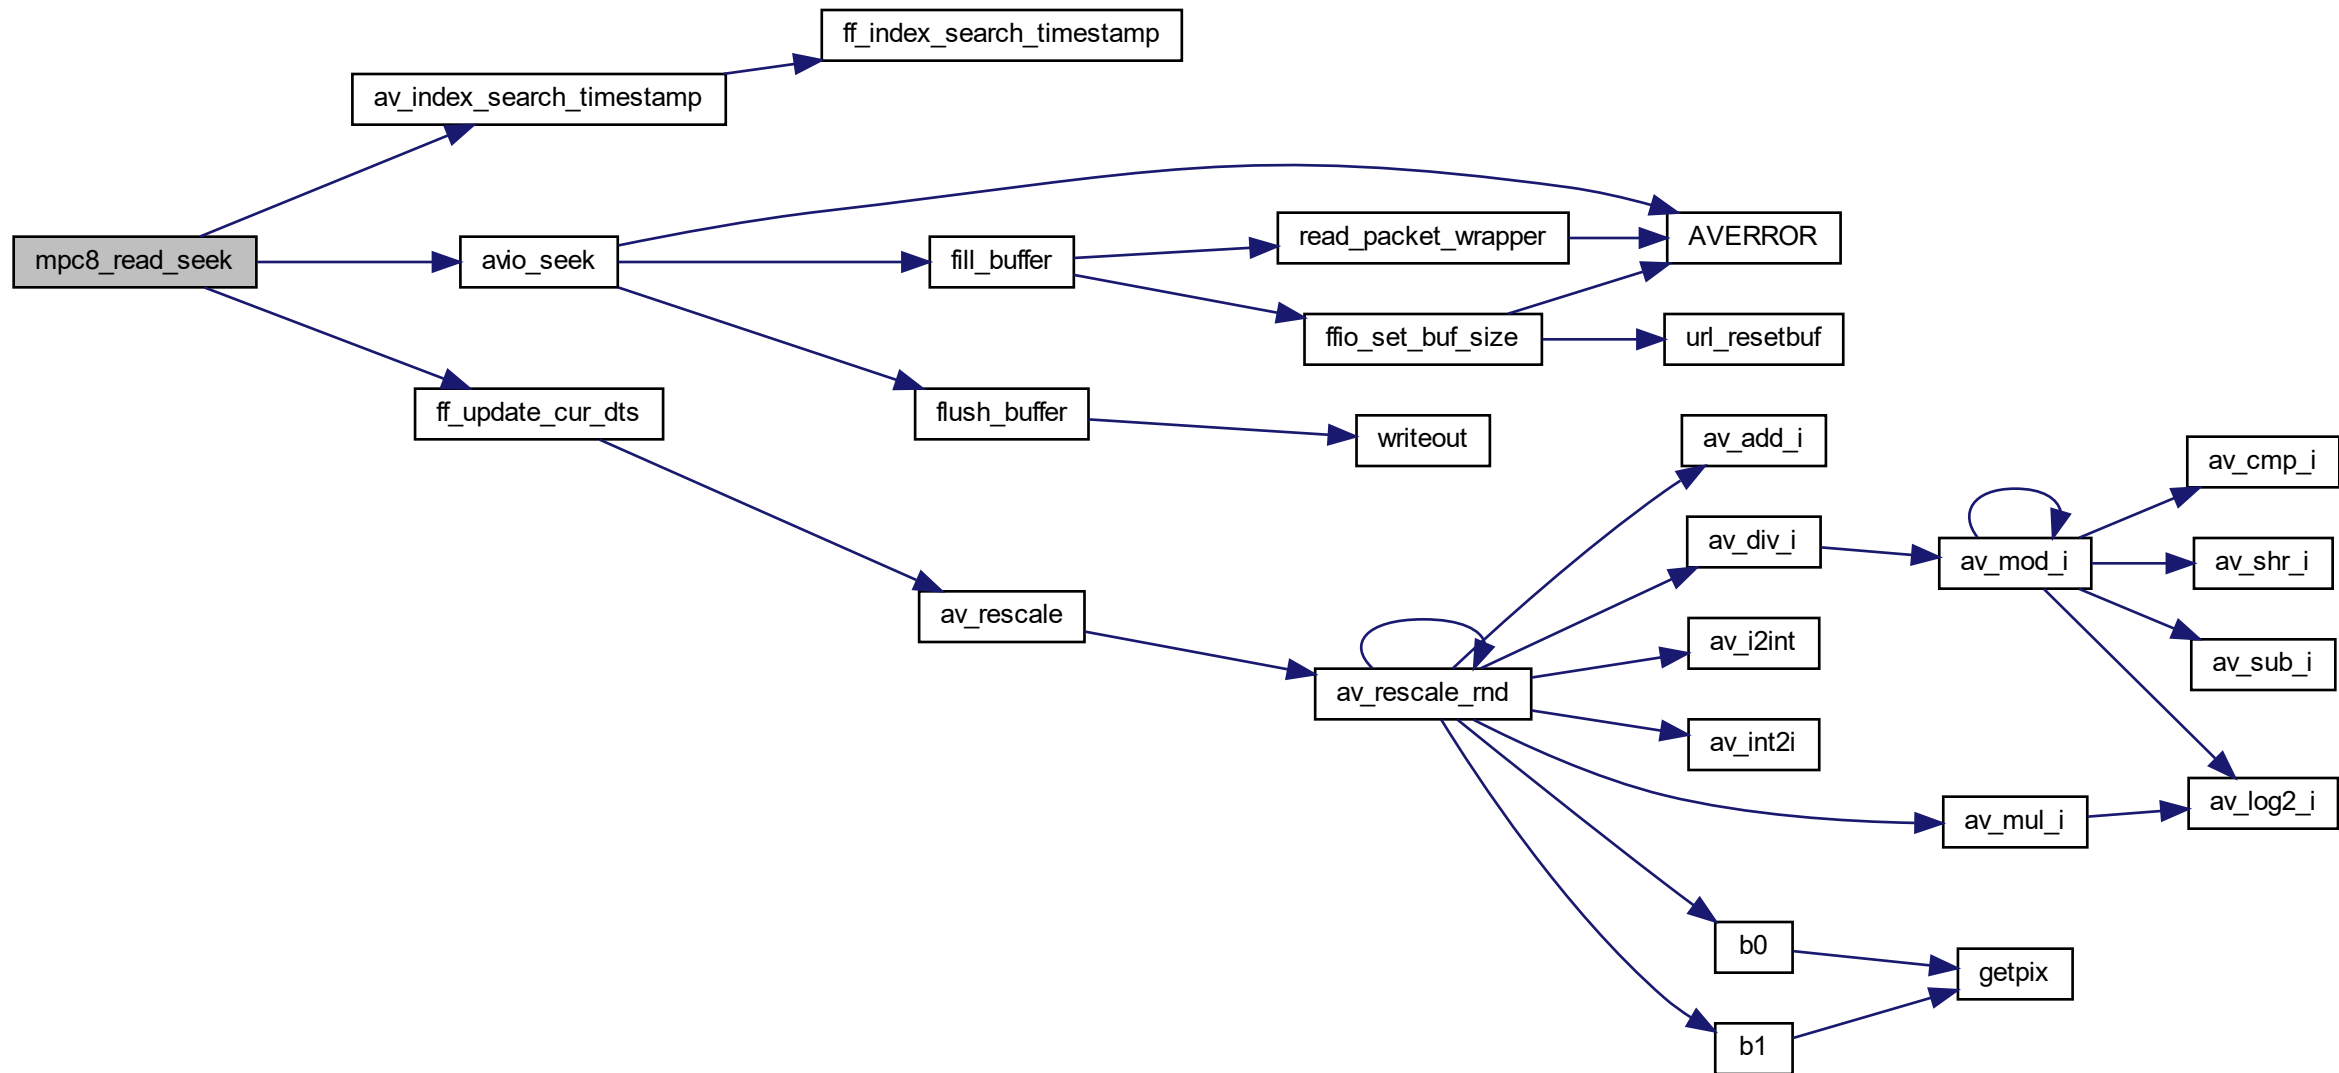 ff_index_search_timestamp
av_index_search_timestamp
mpc8_read_seek
avio_seek
fill_buffer
read_packet_wrapper
AVERROR
ffio_set_buf_size
url_resetbuf
ff_update_cur_dts
flush_buffer
writeout
av_add_i
av_cmp_i
av_div_i
av_mod_i
av_shr_i
av_rescale
av_i2int
av_sub_i
av_rescale_rnd
av_int2i
av_mul_i
av_log2_i
b0
getpix
b1